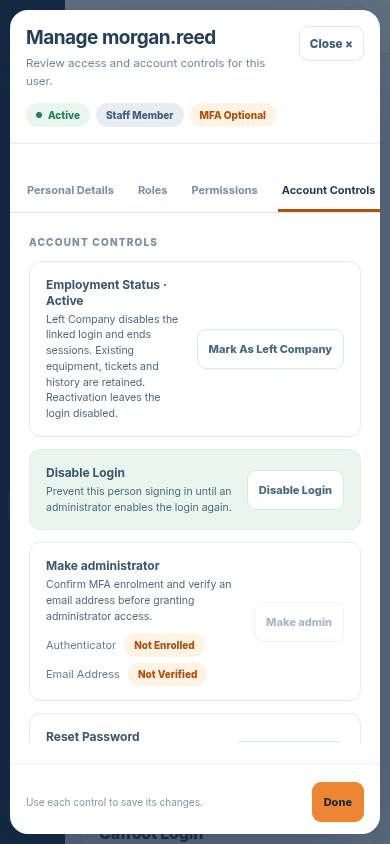 Manage morgan.reed
Close ×
Review access and account controls for this
user.
Active
Staff Member
MFA Optional
Personal Details
Roles
Permissions
Account Controls
ACCOUNT CONTROLS
Employment Status ·
Active
Left Company disables the
linked login and ends
sessions. Existing
equipment, tickets and
history are retained.
Reactivation leaves the
login disabled.
Mark As Left Company
Disable Login
Prevent this person signing in until an
administrator enables the login again.
Disable Login
Make administrator
Confirm MFA enrolment and verify an
email address before granting
administrator access.
Authenticator
Not Enrolled
Email Address
Not Verified
Make admin
Reset Password
Use each control to save its changes.
Done
Cannot Login